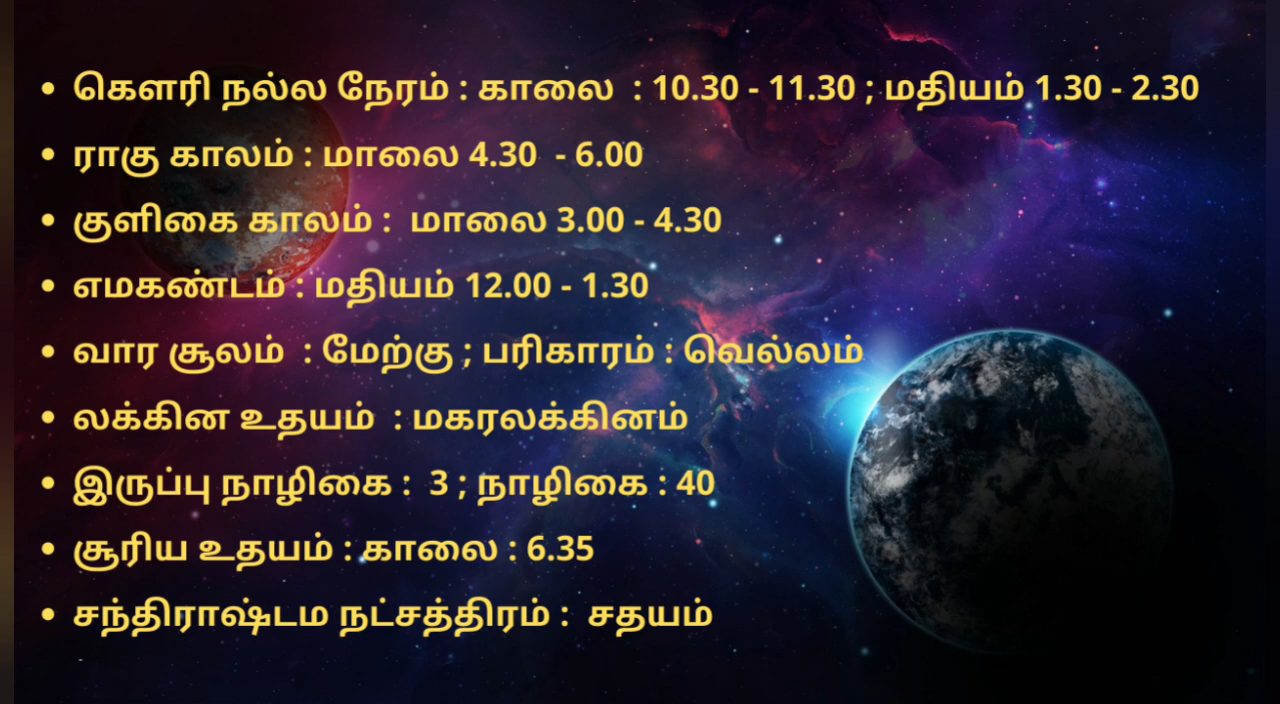 • கௌரி நல்ல நேரம் : காலை : 10.30 - 11.30 ; மதியம் 1.30 - 2.30
• ராகு காலம் : மாலை 4.30 - 6.00
• குளிகை காலம் : மாலை 3.00 - 4.30
• எமகண்டம் : மதியம் 12.00 - 1.30
• வார சூலம் : மேற்கு ; பரிகாரம் : வெல்லம்
• லக்கின உதயம் : மகரலக்கினம்
• இருப்பு நாழிகை : 3 ; நாழிகை : 40
• சூரிய உதயம் : காலை : 6.35
• சந்திராஷ்டம நட்சத்திரம் : சதயம்